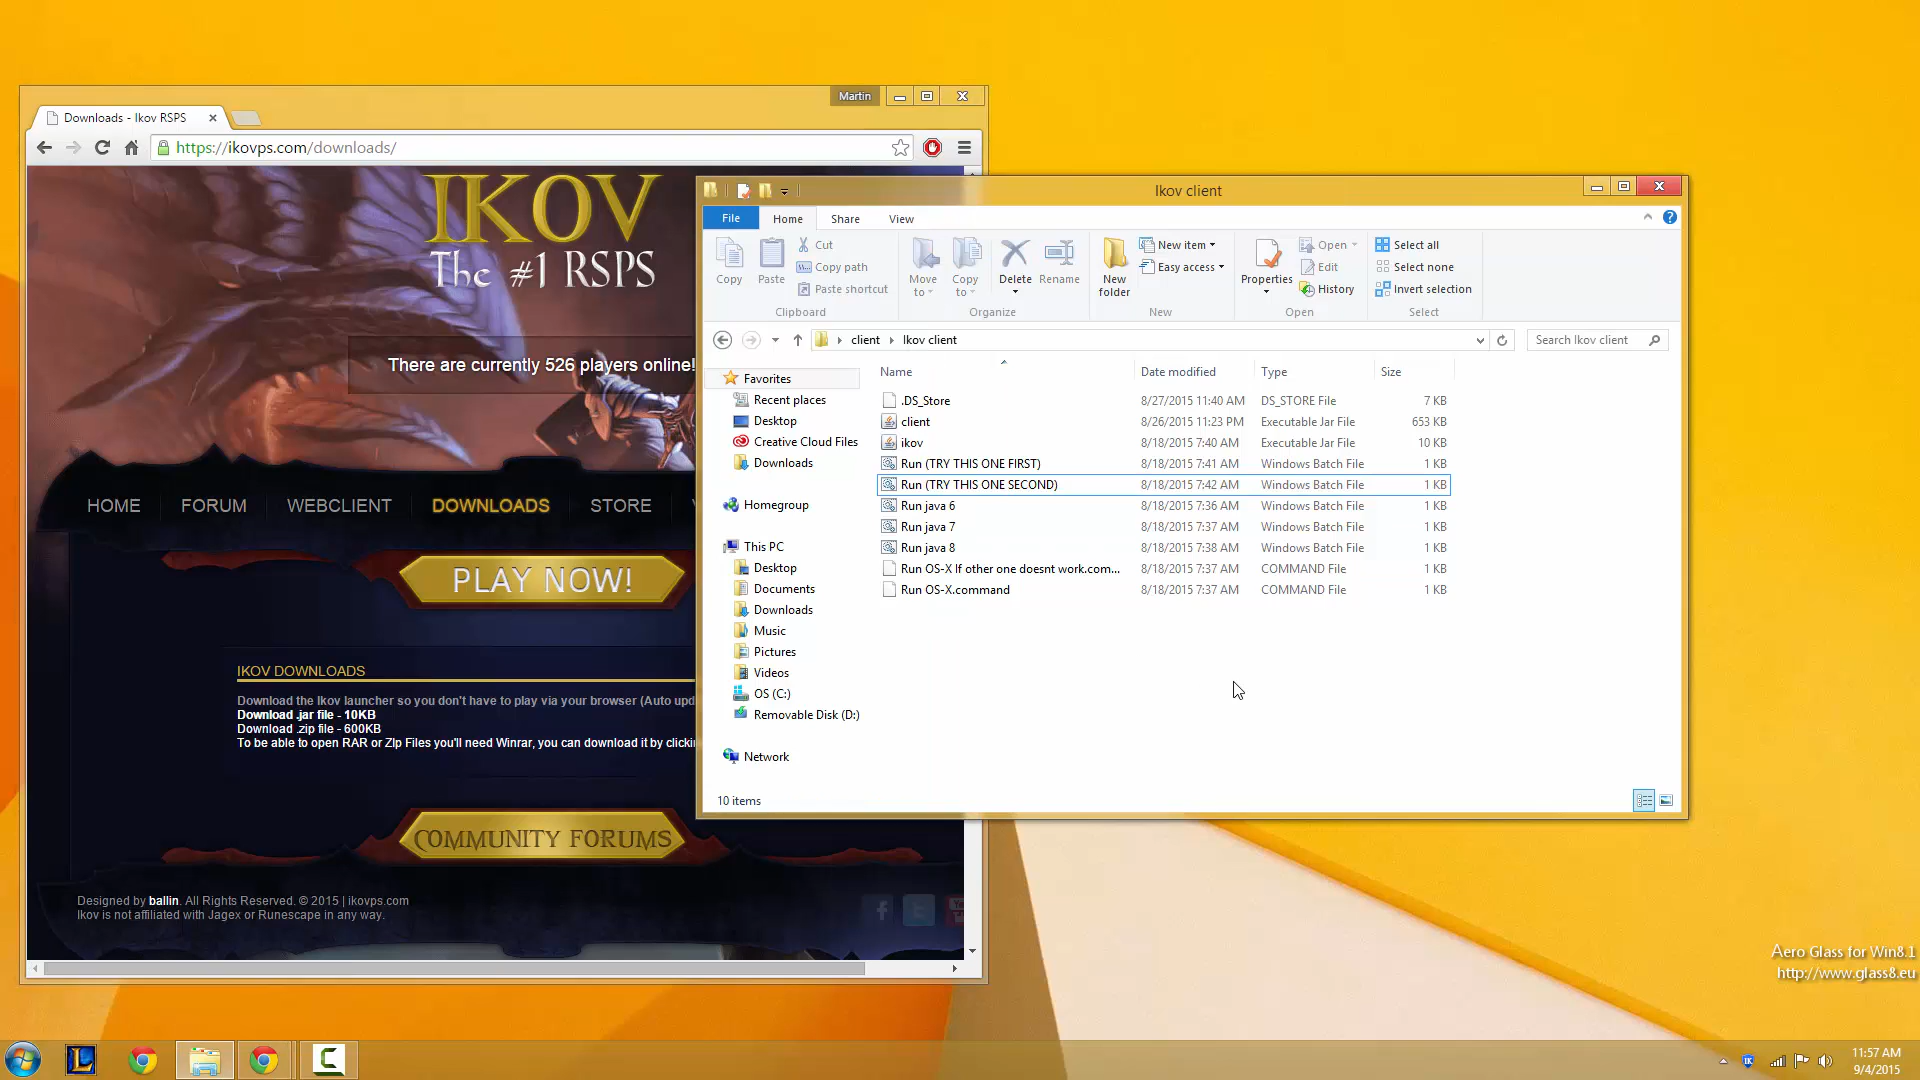 Martin
Downloads - Ikov RSPS
https://ikovps.com/downloads/
IKOV
The #1 RSPS
There are currently 526 players online!
HOME
FORUM
WEBCLIENT
DOWNLOADS
STORE
PLAY NOW!
IKOV DOWNLOADS
Download the Ikov launcher so you don't have to play via your browser (Auto upd
Download .jar file - 10KB
Download .zip file - 600KB
To be able to open RAR or ZIp Files you'll need Winrar, you can download it by clickin
COMMUNITY FORUMS
Designed by ballin. All Rights Reserved. © 2015 | ikovps.com
Ikov is not affiliated with Jagex or Runescape in any way.
Ikov client
File
Home
Share
View
Copy
Paste
Cut
Copy path
Paste shortcut
Clipboard
Move to
Copy to
Delete
Rename
Organize
New folder
New item
Easy access
New
Properties
Open
Edit
History
Open
Select all
Select none
Invert selection
Select
client
Ikov client
Search Ikov client
Favorites
Recent places
Desktop
Creative Cloud Files
Downloads
Homegroup
This PC
Desktop
Documents
Downloads
Music
Pictures
Videos
OS (C:)
Removable Disk (D:)
Network
Name Date modified Type Size
.DS_Store 8/27/2015 11:40 AM DS_STORE File 7 KB
client 8/26/2015 11:23 PM Executable Jar File 653 KB
ikov 8/18/2015 7:40 AM Executable Jar File 10 KB
Run (TRY THIS ONE FIRST) 8/18/2015 7:41 AM Windows Batch File 1 KB
Run (TRY THIS ONE SECOND) 8/18/2015 7:42 AM Windows Batch File 1 KB
Run java 6 8/18/2015 7:36 AM Windows Batch File 1 KB
Run java 7 8/18/2015 7:37 AM Windows Batch File 1 KB
Run java 8 8/18/2015 7:38 AM Windows Batch File 1 KB
Run OS-X If other one doesnt work.com... 8/18/2015 7:37 AM COMMAND File 1 KB
Run OS-X.command 8/18/2015 7:37 AM COMMAND File 1 KB
10 items
Aero Glass for Win8.1
http://www.glass8.eu
11:57 AM
9/4/2015